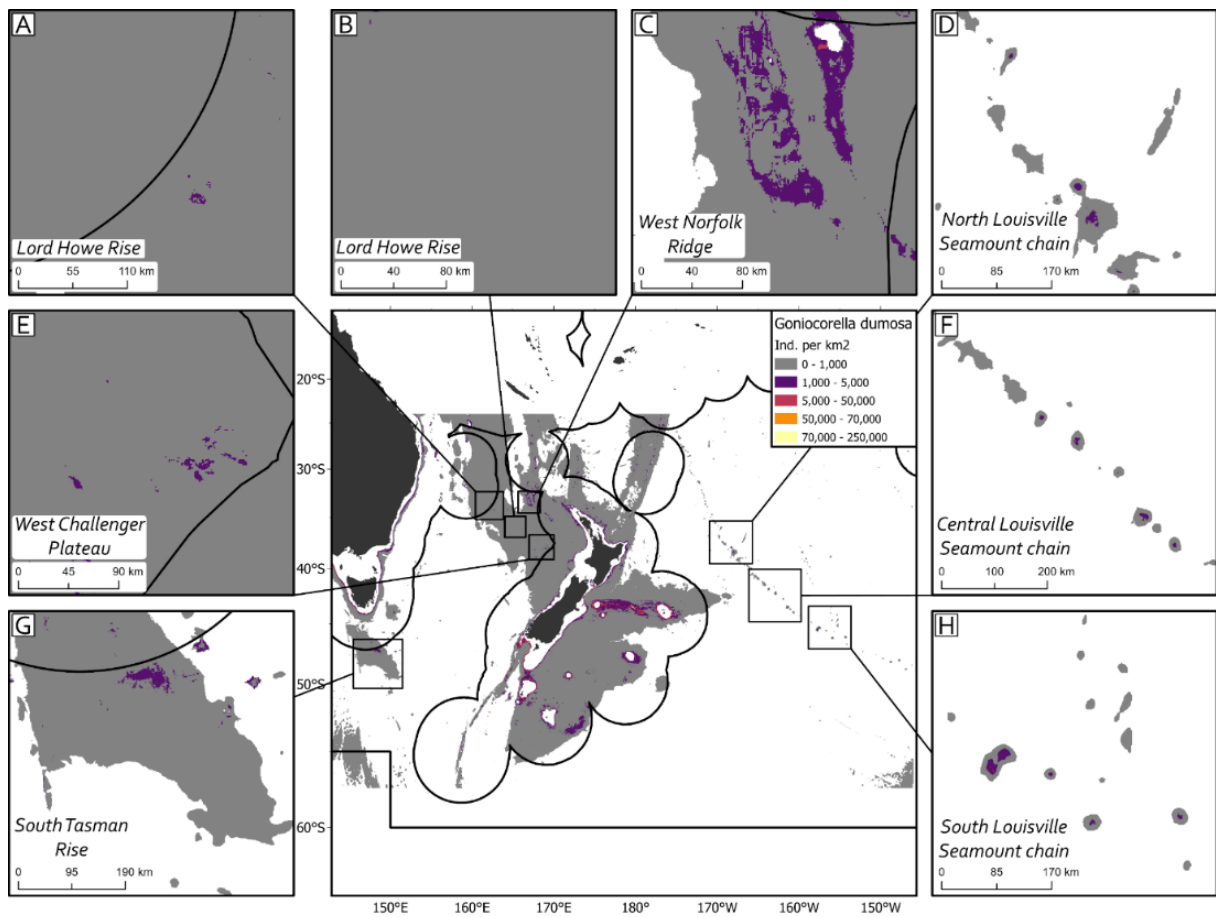 A
Lord Howe Rise
0 55 110 km
B
Lord Howe Rise
0 40 80 km
C
West Norfolk
Ridge
0 40 80 km
D
North Louisville
Seamount chain
0 85 170 km
E
West Challenger
Plateau
0 45 90 km
Goniocorella dumosa
Ind. per km2
0 - 1,000
1,000 - 5,000
5,000 - 50,000
50,000 - 70,000
70,000 - 250,000
20°S
30°S
40°S
50°S
60°S
150°E 160°E 170°E 180° 170°W 160°W 150°W
F
Central Louisville
Seamount chain
0 100 200 km
G
South Tasman
Rise
0 95 190 km
H
South Louisville
Seamount chain
0 85 170 km